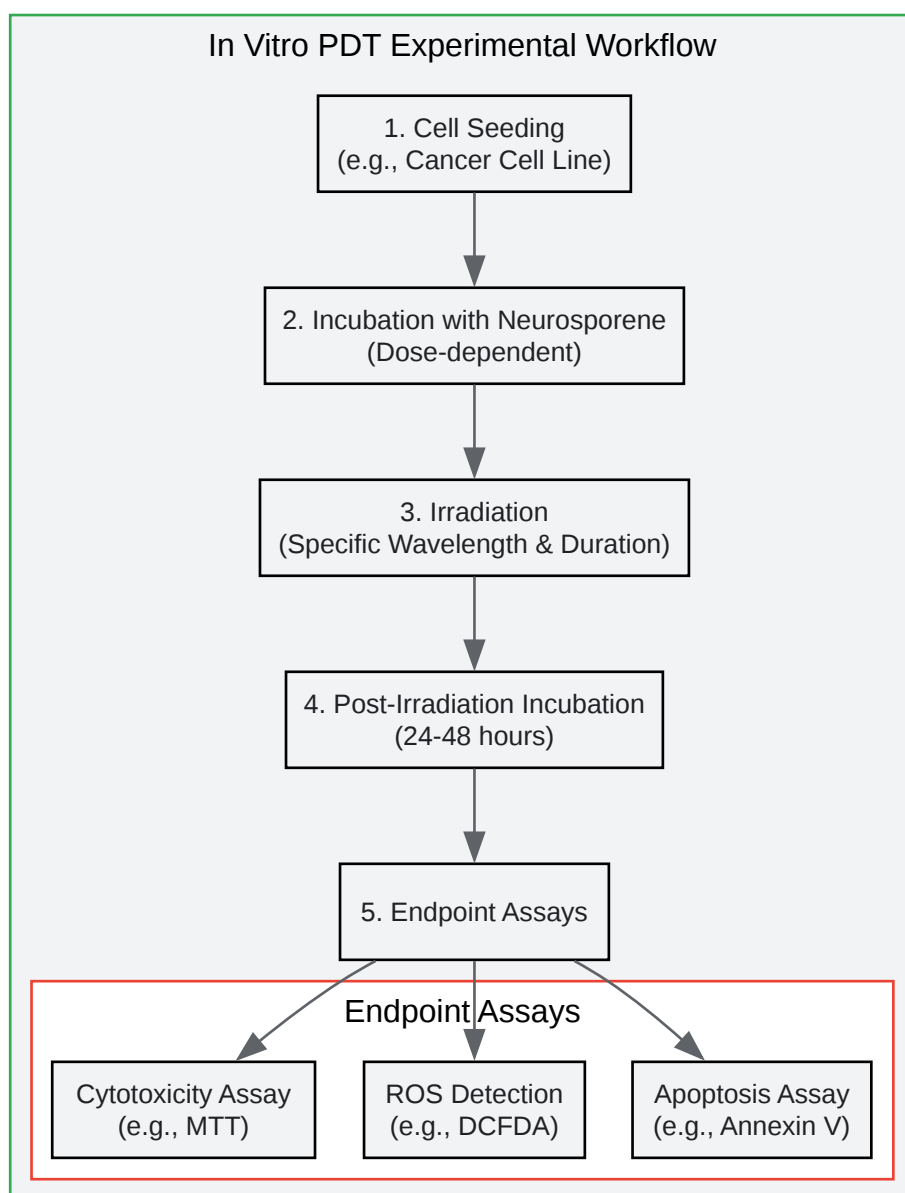 In Vitro PDT Experimental Workflow
1. Cell Seeding
(e.g., Cancer Cell Line)
2. Incubation with Neurosporene
(Dose-dependent)
3. Irradiation
(Specific Wavelength & Duration)
4. Post-Irradiation Incubation
(24-48 hours)
5. Endpoint Assays
Endpoint Assays
Cytotoxicity Assay
(e.g., MTT)
ROS Detection
(e.g., DCFDA)
Apoptosis Assay
(e.g., Annexin V)